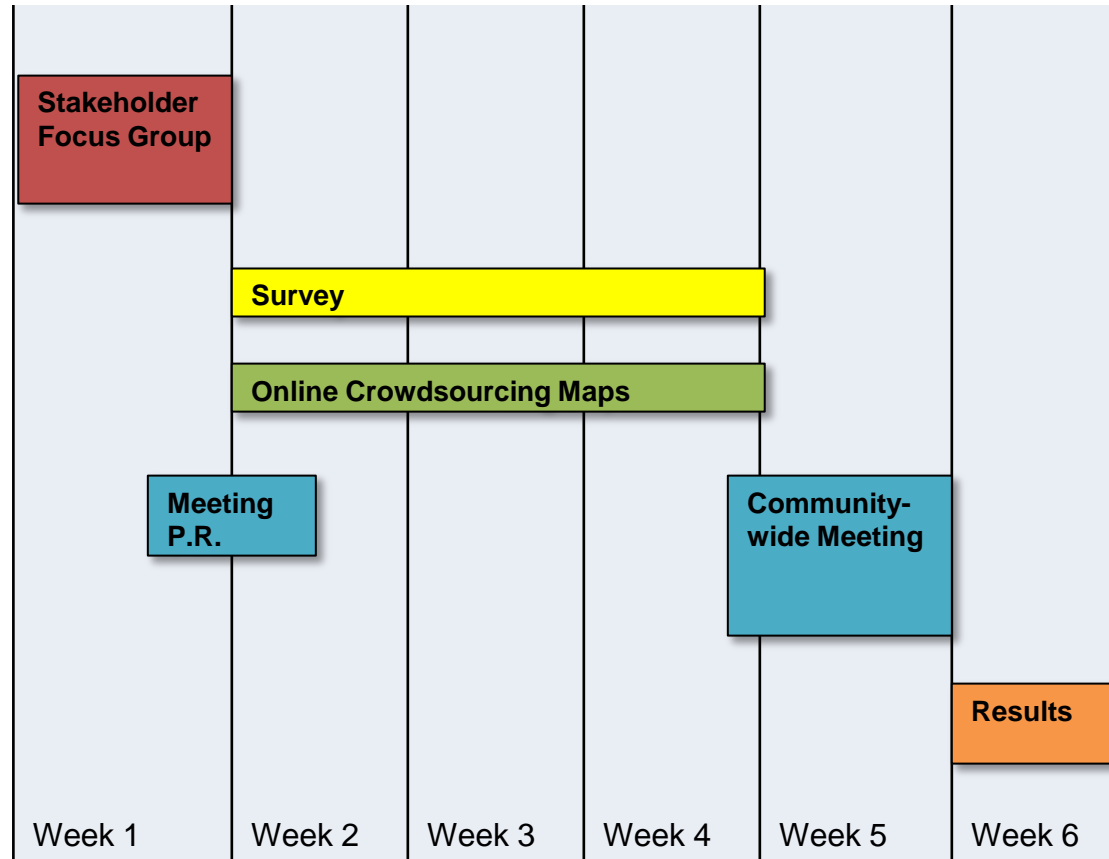 Stakeholder
Focus Group
Survey
Online Crowdsourcing Maps
Meeting
P.R.
Community-
wide Meeting
Results
Week 1
Week 2
Week 3
Week 4
Week 5
Week 6